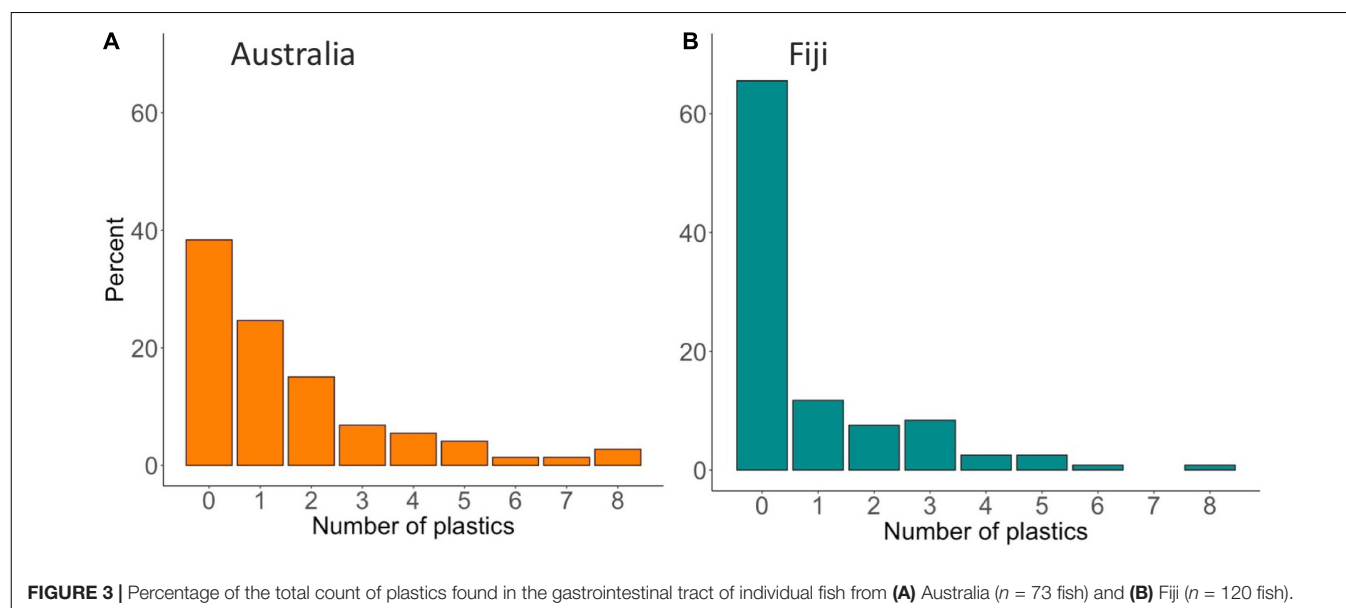 A
Australia
60
40
20
0
Percent
0 1 2 3 4 5 6 7 8
Number of plastics
B
Fiji
60
40
20
0
0 1 2 3 4 5 6 7 8
Number of plastics
FIGURE 3 | Percentage of the total count of plastics found in the gastrointestinal tract of individual fish from (A) Australia (n = 73 fish) and (B) Fiji (n = 120 fish).